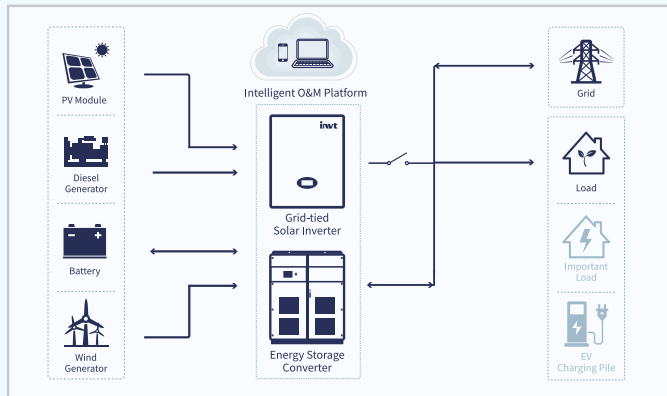 PV Module
Diesel
Generator
Battery
Wind
Generator
Intelligent O&M Platform
invt
Grid-tied
Solar Inverter
Energy Storage
Converter
Grid
Load
Important
Load
EV
Charging Pile